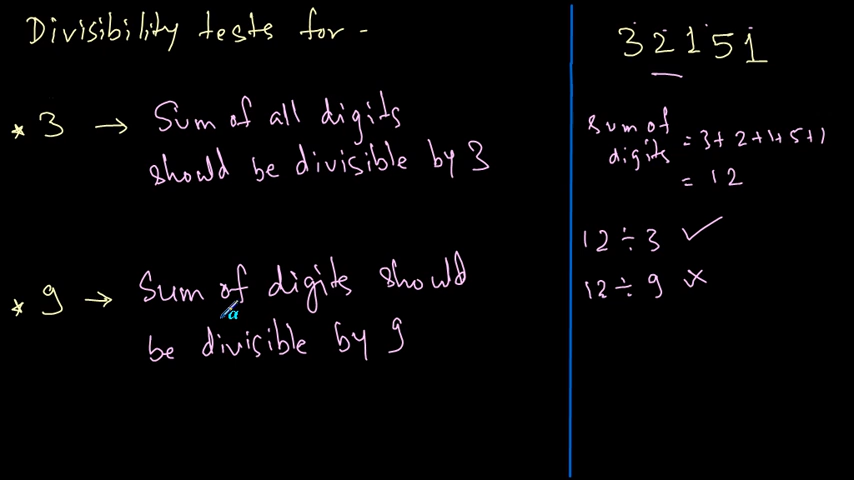 Divisibility tests for -
* 3 → Sum of all digits
should be divisible by 3
* 9 → Sum of digits should
be divisible by 9
32151
sum of
digits = 3+2+1+5+1
= 12
12 ÷ 3 ✓
12 ÷ 9 ×